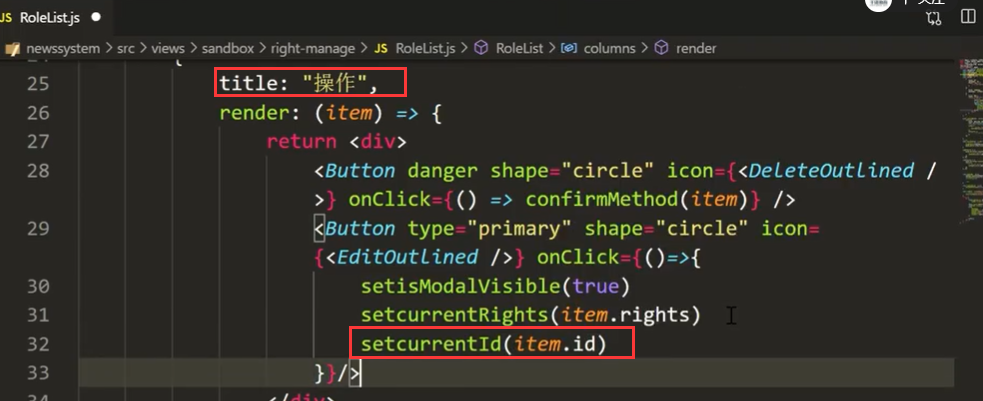 JS RoleList.js
newssystem > src > views > sandbox > right-manage > JS RoleList.js > RoleList > columns > render
25 title: "操作",
26 render: (item) => {
27 return <div>
28 <Button danger shape="circle" icon={<DeleteOutlined /
>} onClick={() => confirmMethod(item)} />
29 <Button type="primary" shape="circle" icon=
{<EditOutlined />} onClick={()=>{
30 setisModalVisible(true)
31 setcurrentRights(item.rights)
32 setcurrentId(item.id)
33 }}/>
34 </div>